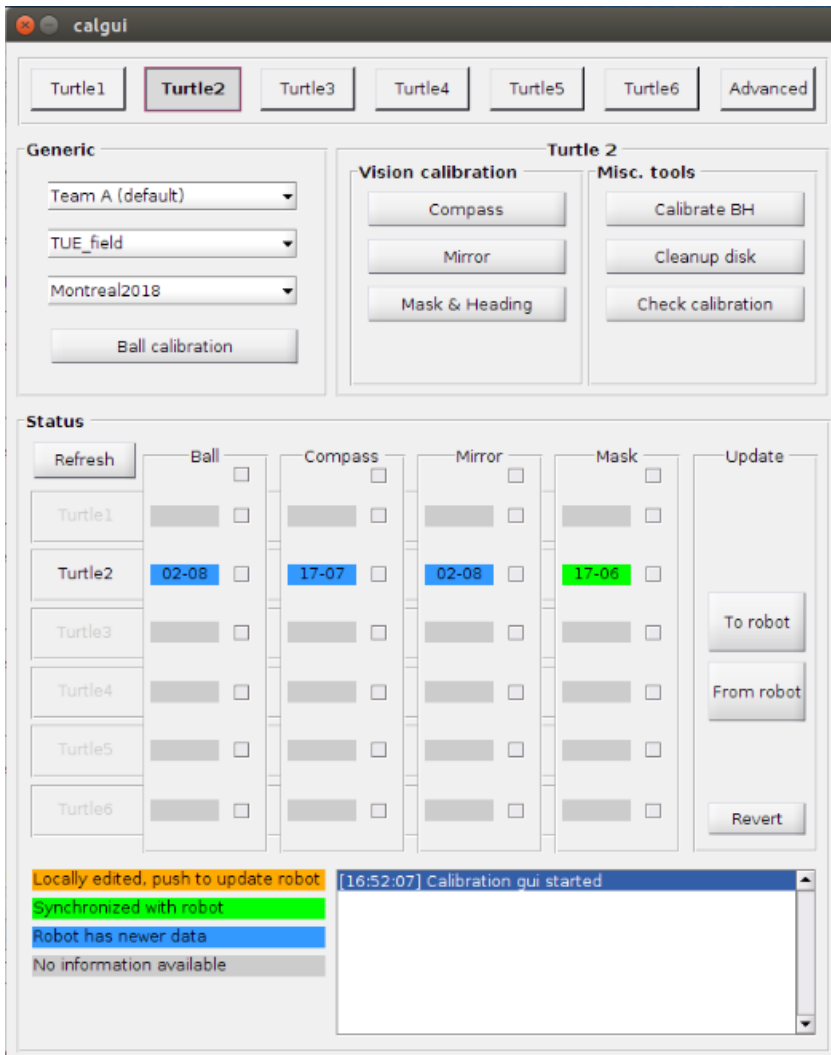 calgui
Turtle1 Turtle2 Turtle3 Turtle4 Turtle5 Turtle6 Advanced
Generic
Team A (default)
TUE_field
Montreal2018
Ball calibration
Turtle 2
Vision calibration
Compass
Mirror
Mask & Heading
Misc. tools
Calibrate BH
Cleanup disk
Check calibration
Status
Refresh Ball Compass Mirror Mask Update
Turtle1
Turtle2 02-08 17-07 02-08 17-06
Turtle3
Turtle4
Turtle5
Turtle6
To robot
From robot
Revert
Locally edited, push to update robot
Synchronized with robot
Robot has newer data
No information available
[16:52:07] Calibration gui started